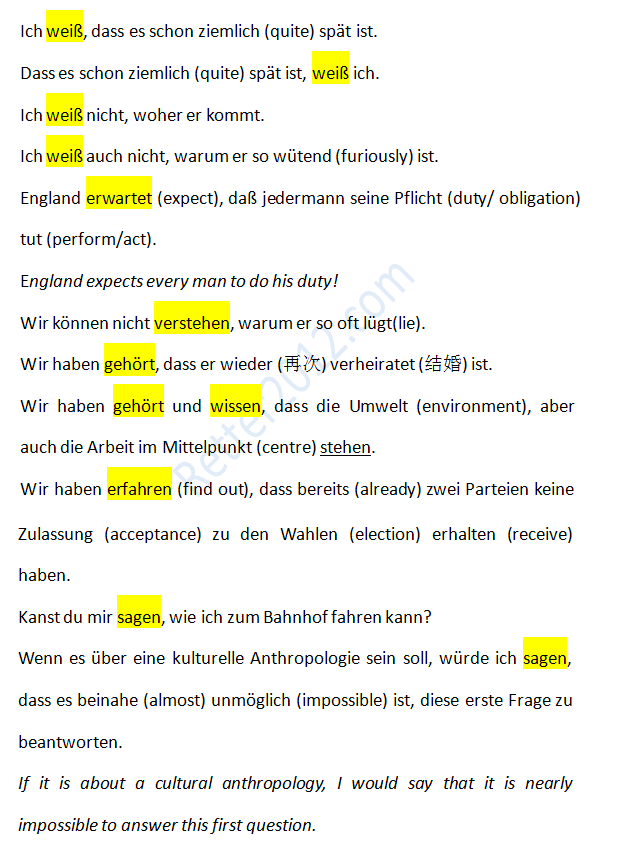 Ich weiß, dass es schon ziemlich (quite) spät ist.
Dass es schon ziemlich (quite) spät ist, weiß ich.
Ich weiß nicht, woher er kommt.
Ich weiß auch nicht, warum er so wütend (furiously) ist.
England erwartet (expect), daß jedermann seine Pflicht (duty/ obligation)
tut (perform/act).
England expects every man to do his duty!
Wir können nicht verstehen, warum er so oft lügt(lie).
Wir haben gehört, dass er wieder (再次) verheiratet (结婚) ist.
Wir haben gehört und wissen, dass die Umwelt (environment), aber
auch die Arbeit im Mittelpunkt (centre) stehen.
Wir haben erfahren (find out), dass bereits (already) zwei Parteien keine
Zulassung (acceptance) zu den Wahlen (election) erhalten (receive)
haben.
Kanst du mir sagen, wie ich zum Bahnhof fahren kann?
Wenn es über eine kulturelle Anthropologie sein soll, würde ich sagen,
dass es beinahe (almost) unmöglich (impossible) ist, diese erste Frage zu
beantworten.
If it is about a cultural anthropology, I would say that it is nearly
impossible to answer this first question.
Retter2012.com